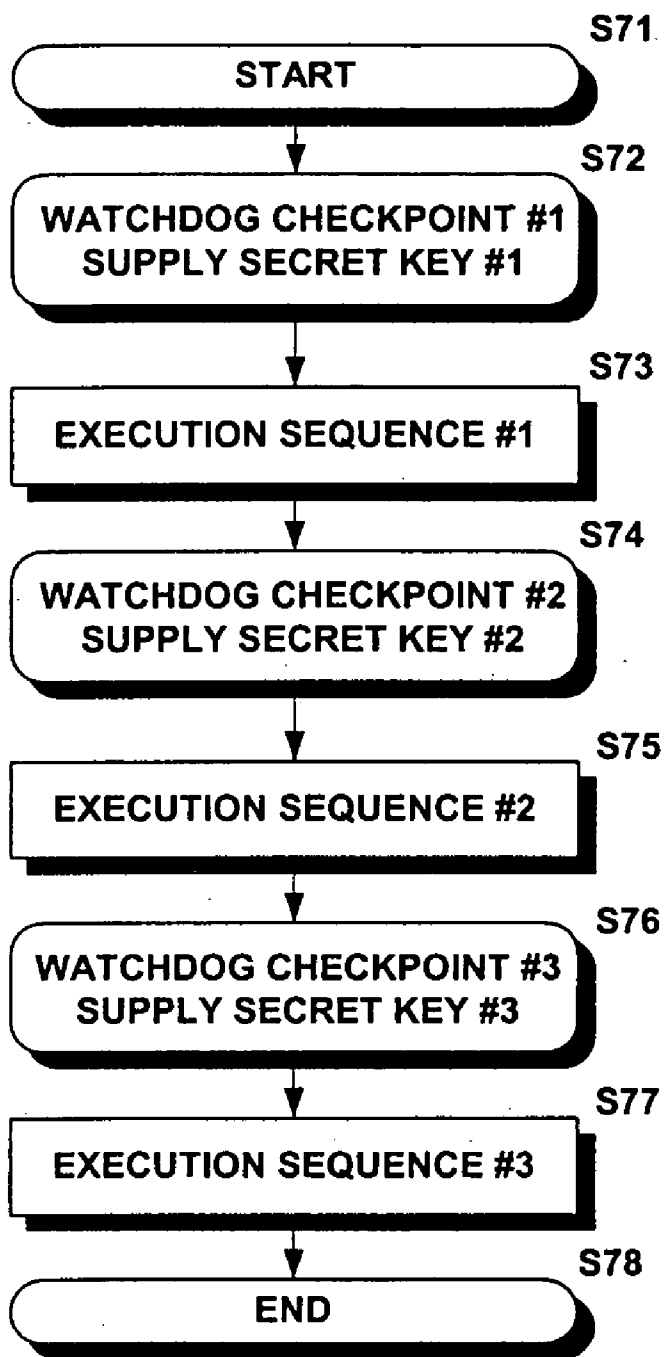 S71
START
S72
WATCHDOG CHECKPOINT #1
SUPPLY SECRET KEY #1
S73
EXECUTION SEQUENCE #1
S74
WATCHDOG CHECKPOINT #2
SUPPLY SECRET KEY #2
S75
EXECUTION SEQUENCE #2
S76
WATCHDOG CHECKPOINT #3
SUPPLY SECRET KEY #3
S77
EXECUTION SEQUENCE #3
S78
END